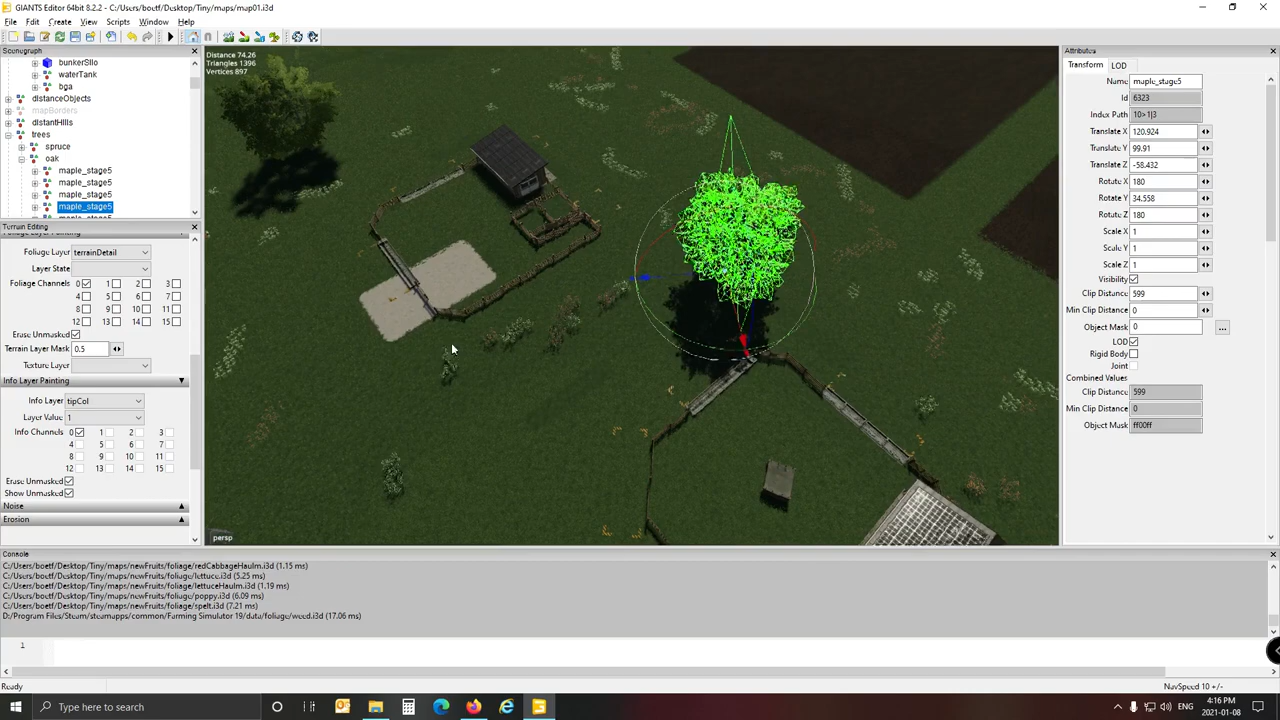 GIANTS Editor 64bit 8.2.2 - C:/Users/boetf/Desktop/Tiny/maps/map01.i3d
File Edit Create View Scripts Window Help
Scenegraph
bunkerSilo
waterTank
bga
distanceObjects
mapBorders
distantHills
trees
spruce
oak
maple_stage5
maple_stage5
maple_stage5
maple_stage5
Terrain Editing
Foliage Layer Painting
Foliage Layer terrainDetail
Layer State
Foliage Channels 0 1 2 3
4 5 6 7
8 9 10 11
12 13 14 15
Erase Unmasked
Terrain Layer Mask 0.5
Texture Layer
Info Layer Painting
Info Layer tipCol
Layer Value 1
Info Channels 0 1 2 3
4 5 6 7
8 9 10 11
12 13 14 15
Erase Unmasked
Show Unmasked
Noise
Erosion
Distance 74.26
Triangles 1396
Vertices 897
persp
Attributes
Transform LOD
Name maple_stage5
Id 6323
Index Path 10>1|3
Translate X 120.924
Translate Y 99.91
Translate Z -58.432
Rotate X 180
Rotate Y 34.558
Rotate Z 180
Scale X 1
Scale Y 1
Scale Z 1
Visibility
Clip Distance 599
Min Clip Distance 0
Object Mask 0 ...
LOD
Rigid Body
Joint
Combined Values
Clip Distance 599
Min Clip Distance 0
Object Mask ff00ff
Console
C:/Users/boetf/Desktop/Tiny/maps/newFruits/foliage/redCabbageHaulm.i3d (1.15 ms)
C:/Users/boetf/Desktop/Tiny/maps/newFruits/foliage/lettuce.i3d (5.25 ms)
C:/Users/boetf/Desktop/Tiny/maps/newFruits/foliage/lettuceHaulm.i3d (1.19 ms)
C:/Users/boetf/Desktop/Tiny/maps/newFruits/foliage/poppy.i3d (6.09 ms)
C:/Users/boetf/Desktop/Tiny/maps/newFruits/foliage/spelt.i3d (7.21 ms)
D:/Program Files/Steam/steamapps/common/Farming Simulator 19/data/foliage/weed.i3d (17.06 ms)
1
Ready
NavSpeed 10 +/-
Type here to search
ENG
4:16 PM
2021-01-08